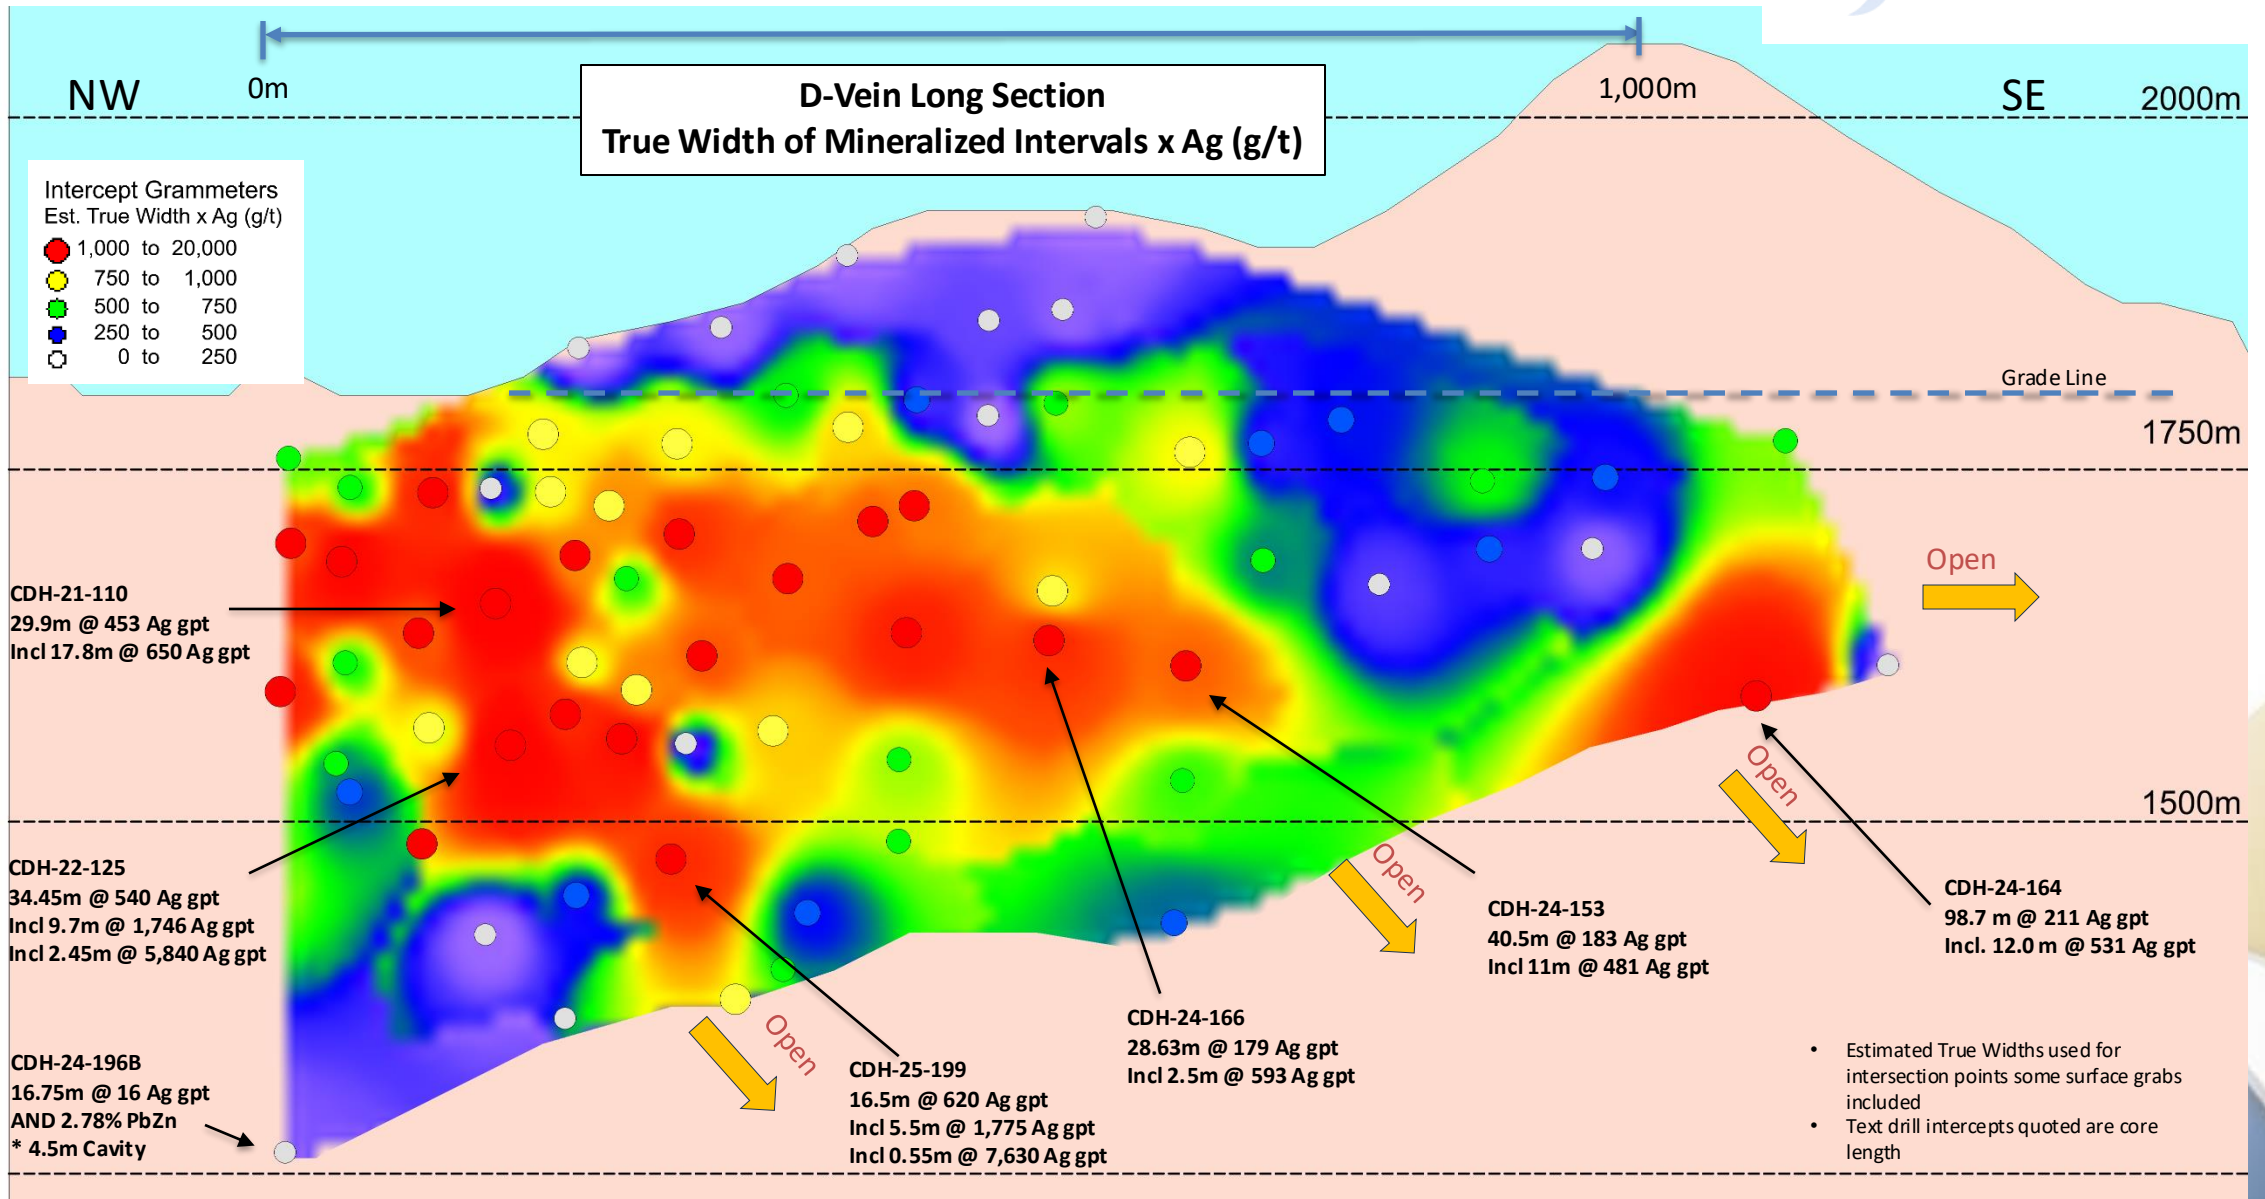 NW
0m
D-Vein Long Section
True Width of Mineralized Intervals x Ag (g/t)
1,000m
SE
2000m
Intercept Grammeters
Est. True Width x Ag (g/t)
1,000 to 20,000
750 to 1,000
500 to 750
250 to 500
0 to 250
Grade Line
1750m
Open
CDH-21-110
29.9m @ 453 Ag gpt
Incl 17.8m @ 650 Ag gpt
Open
1500m
Open
CDH-22-125
34.45m @ 540 Ag gpt
Incl 9.7m @ 1,746 Ag gpt
Incl 2.45m @ 5,840 Ag gpt
CDH-24-153
40.5m @ 183 Ag gpt
Incl 11m @ 481 Ag gpt
CDH-24-164
98.7 m @ 211 Ag gpt
Incl. 12.0 m @ 531 Ag gpt
Open
CDH-24-166
28.63m @ 179 Ag gpt
Incl 2.5m @ 593 Ag gpt
CDH-24-196B
16.75m @ 16 Ag gpt
AND 2.78% PbZn
* 4.5m Cavity
CDH-25-199
16.5m @ 620 Ag gpt
Incl 5.5m @ 1,775 Ag gpt
Incl 0.55m @ 7,630 Ag gpt
• Estimated True Widths used for
intersection points some surface grabs
included
• Text drill intercepts quoted are core
length